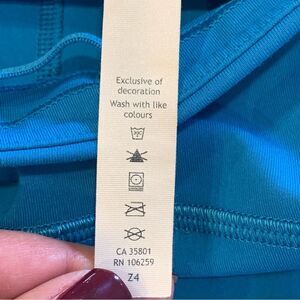 Exclusive of
decoration
Wash with like
colours
CA 35801
RN 106259
Z4